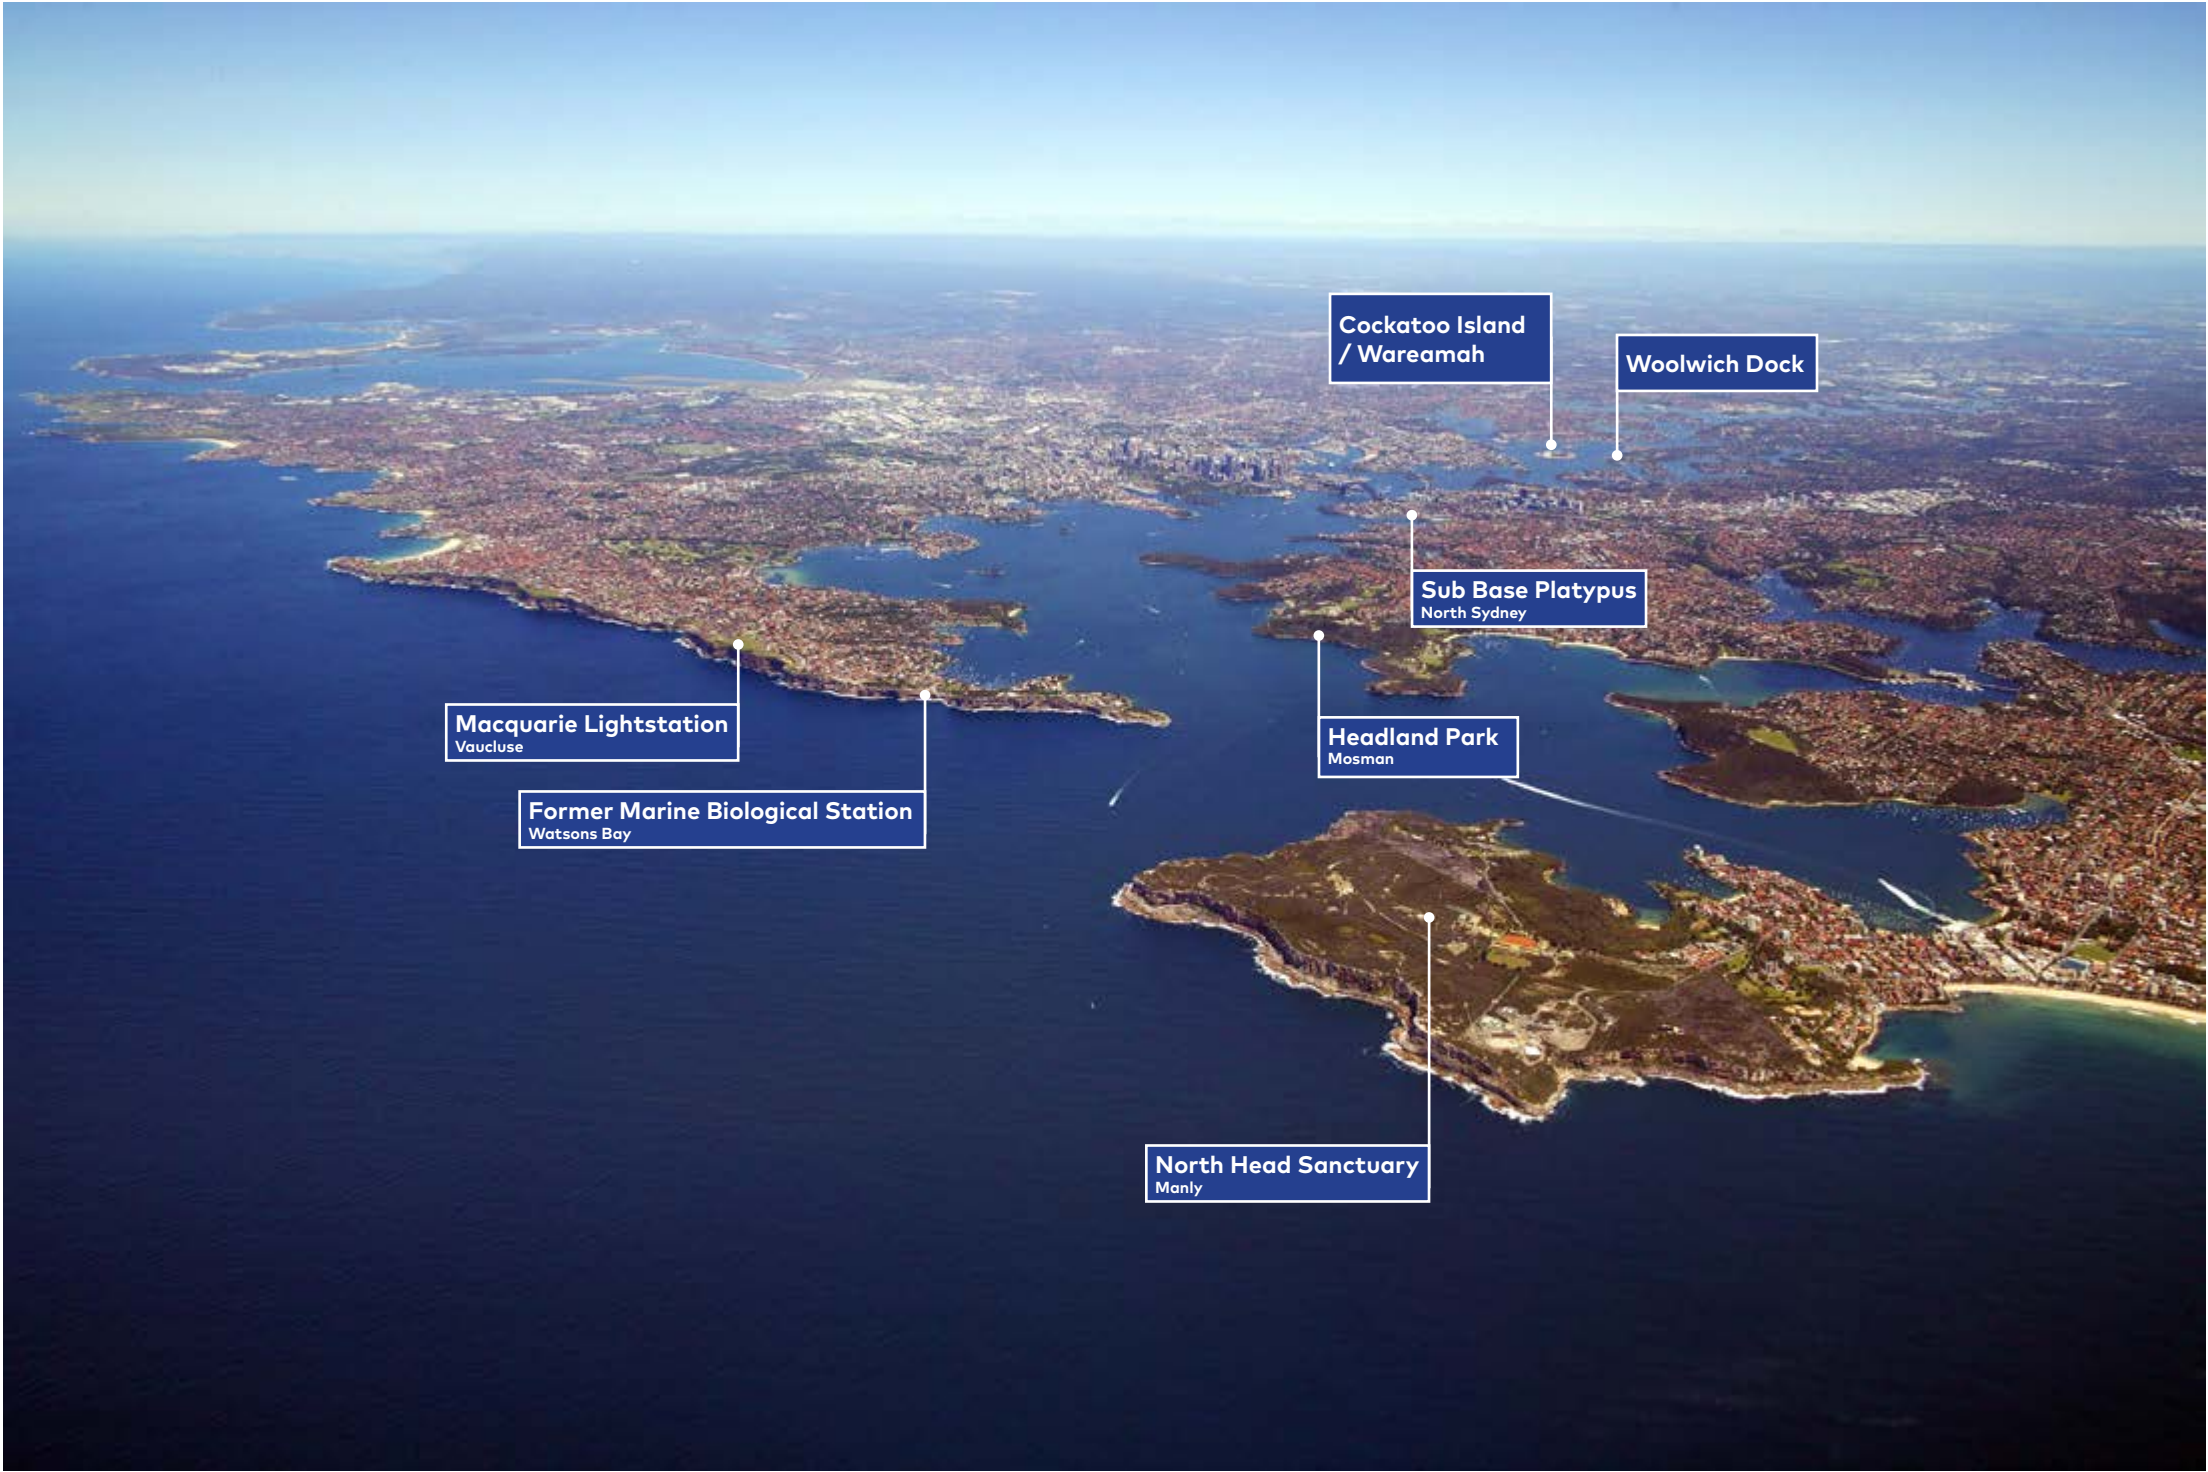 Cockatoo Island
/ Wareamah
Woolwich Dock
Sub Base Platypus
North Sydney
Macquarie Lightstation
Vaucluse
Headland Park
Mosman
Former Marine Biological Station
Watsons Bay
North Head Sanctuary
Manly